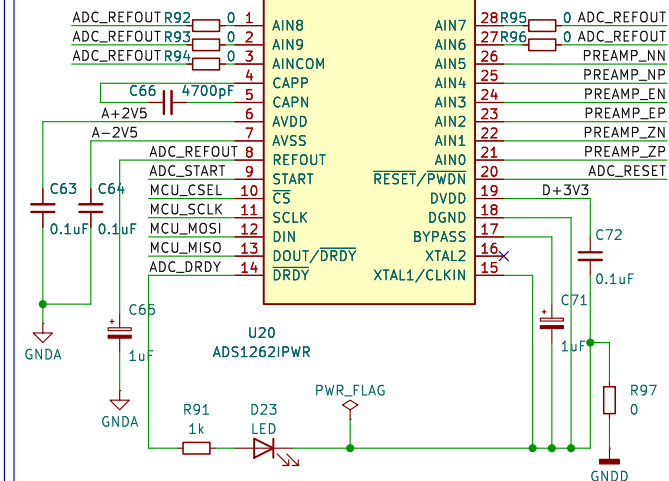 ADC_REFOUT R92 0 1 AIN8 AIN7 28 R95 0 ADC_REFOUT
ADC_REFOUT R93 0 2 AIN9 AIN6 27 R96 0 ADC_REFOUT
ADC_REFOUT R94 0 3 AINCOM AIN5 26 PREAMP_NN
4 CAPP AIN4 25 PREAMP_NP
C66 4700pF 5 CAPN AIN3 24 PREAMP_EN
A+2V5 6 AVDD AIN2 23 PREAMP_EP
A-2V5 7 AVSS AIN1 22 PREAMP_ZN
ADC_REFOUT 8 REFOUT AIN0 21 PREAMP_ZP
ADC_START 9 START RESET/PWDN 20 ADC_RESET
MCU_CSEL 10 CS DVDD 19 D+3V3
MCU_SCLK 11 SCLK DGND 18
MCU_MOSI 12 DIN BYPASS 17
MCU_MISO 13 DOUT/DRDY XTAL2 16
ADC_DRDY 14 DRDY XTAL1/CLKIN 15
C63 C64
0.1uF 0.1uF
C72
0.1uF
C65
1uF
C71
1uF
GNDA
GNDA
U20
ADS1262IPWR
PWR_FLAG
R91
1k
D23
LED
R97
0
GNDD